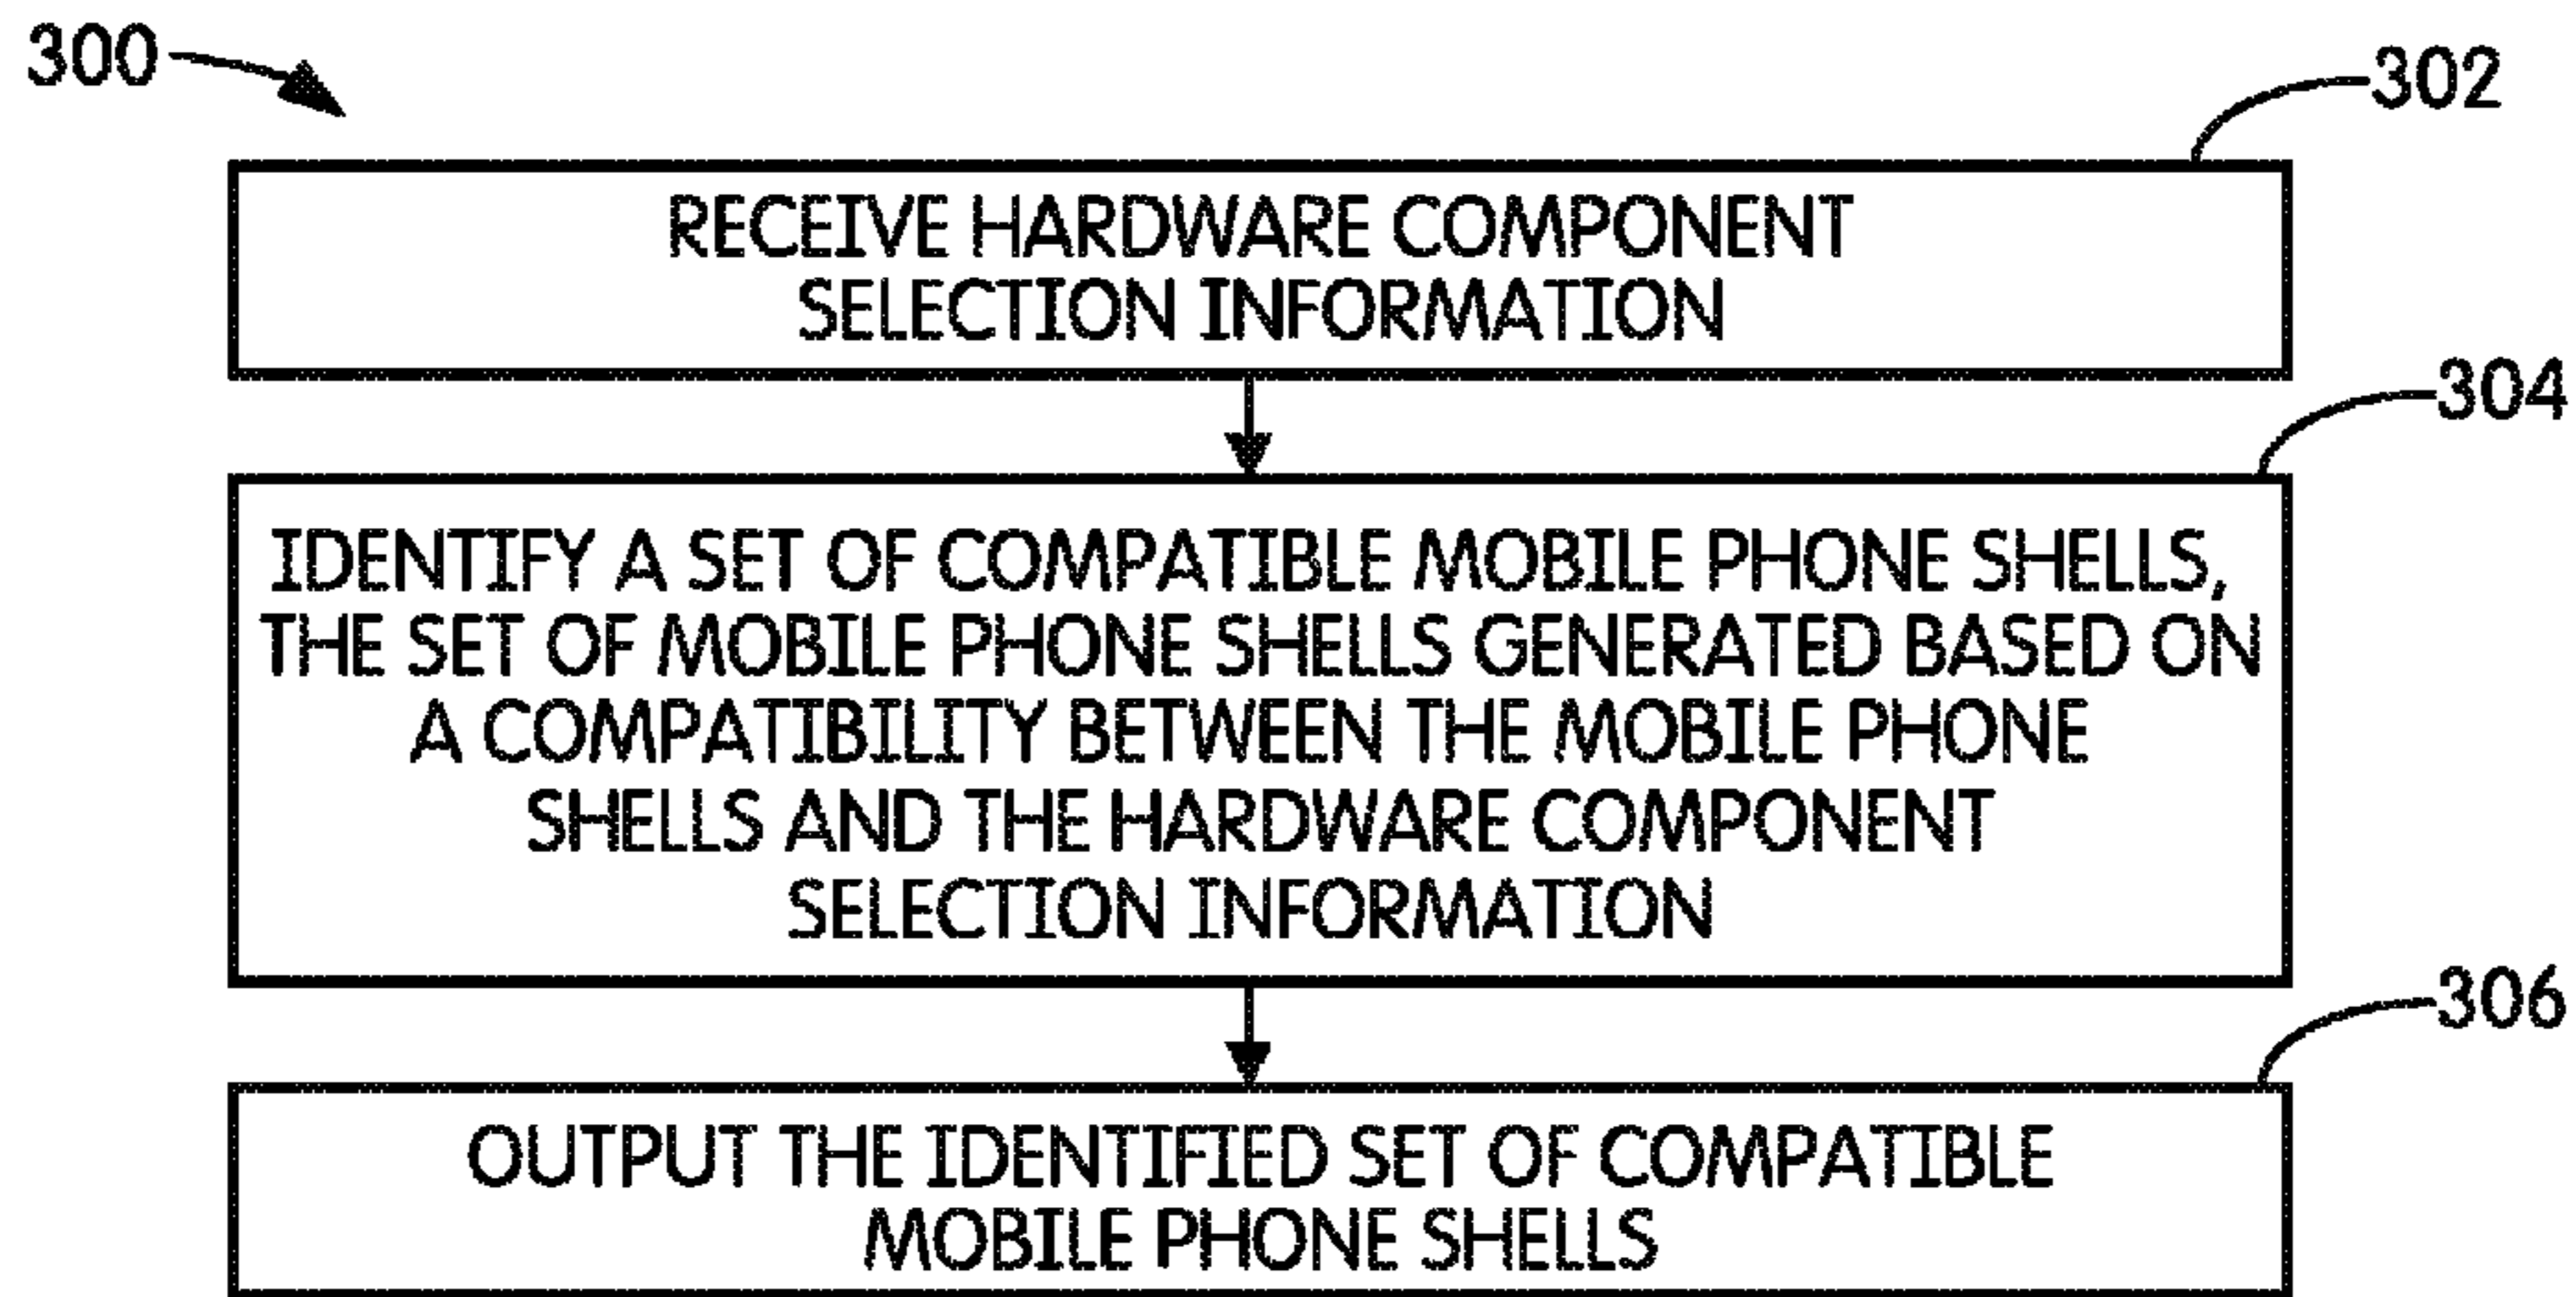 300
302
RECEIVE HARDWARE COMPONENT
SELECTION INFORMATION
304
IDENTIFY A SET OF COMPATIBLE MOBILE PHONE SHELLS,
THE SET OF MOBILE PHONE SHELLS GENERATED BASED ON
A COMPATIBILITY BETWEEN THE MOBILE PHONE
SHELLS AND THE HARDWARE COMPONENT
SELECTION INFORMATION
306
OUTPUT THE IDENTIFIED SET OF COMPATIBLE
MOBILE PHONE SHELLS